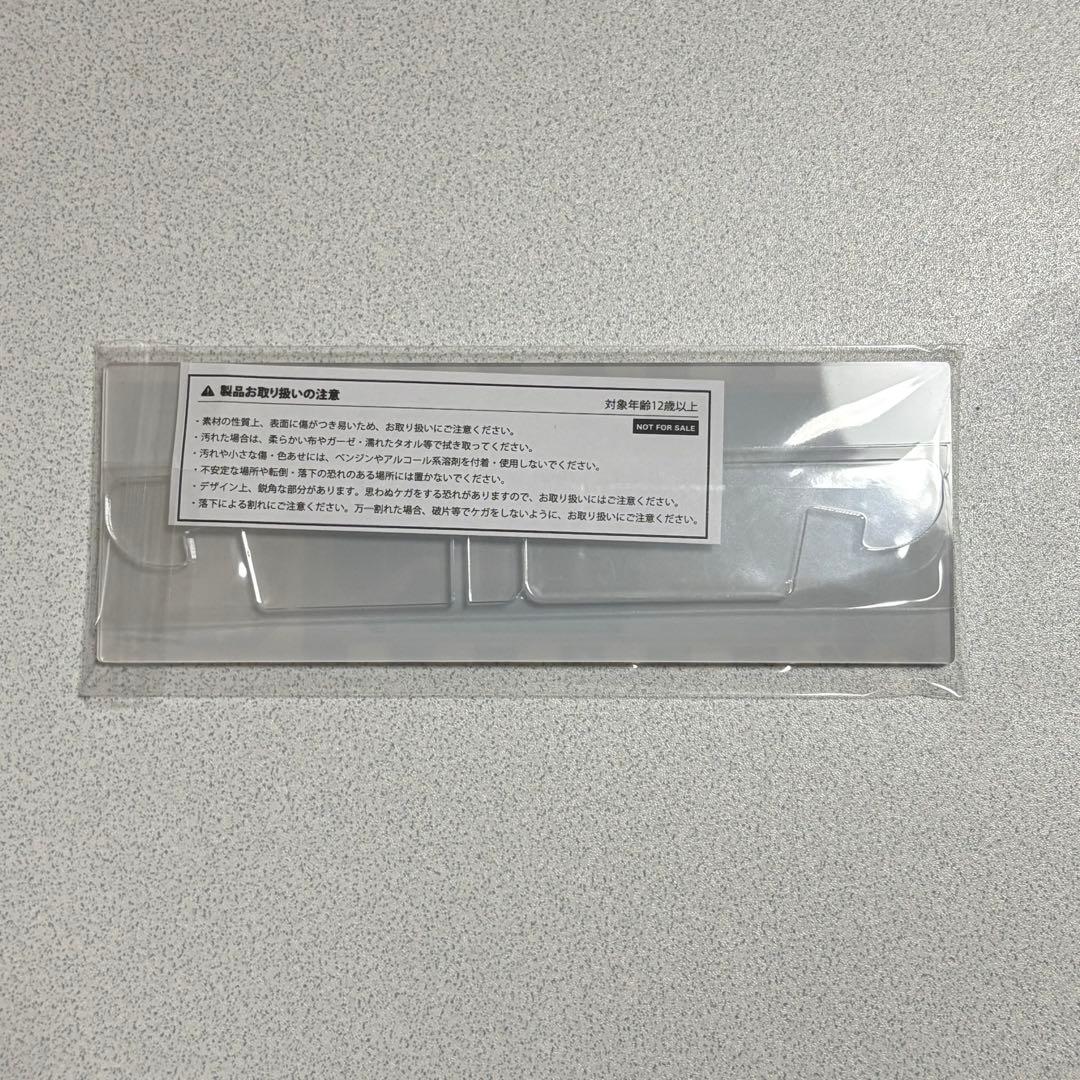 ⚠ 製品お取り扱いの注意
対象年齢12歳以上
NOT FOR SALE
・素材の性質上、表面に傷がつき易いため、お取り扱いにご注意ください。
・汚れた場合は、柔らかい布やガーゼ・濡れたタオル等で拭き取ってください。
・汚れや小さな傷・色あせには、ベンジンやアルコール系溶剤を付着・使用しないでください。
・不安定な場所や転倒・落下の恐れのある場所には置かないでください。
・デザイン上、鋭角な部分があります。思わぬケガをする恐れがありますので、お取り扱いにはご注意ください。
・落下による割れにご注意ください。万一割れた場合、破片等でケガをしないように、お取り扱いにご注意ください。